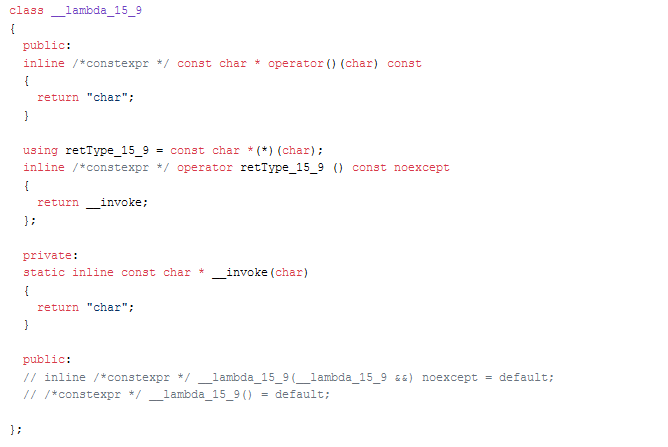 class __lambda_15_9
{
  public:
  inline /*constexpr */ const char * operator()(char) const
  {
    return "char";
  }

  using retType_15_9 = const char *(*)(char);
  inline /*constexpr */ operator retType_15_9 () const noexcept
  {
    return __invoke;
  };

  private:
  static inline const char * __invoke(char)
  {
    return "char";
  }

  public:
  // inline /*constexpr */ __lambda_15_9(__lambda_15_9 &&) noexcept = default;
  // /*constexpr */ __lambda_15_9() = default;

};